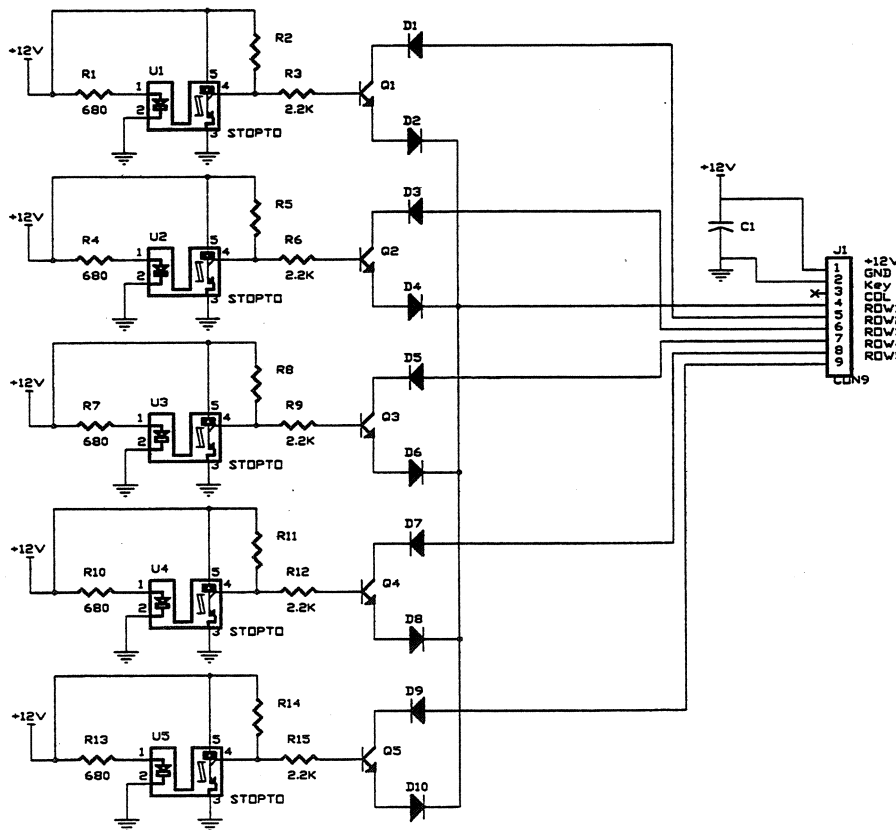 +12V
R1
680
U1
1
2
5
4
3
STOPTO
R2
R3
2.2K
Q1
D1
D2
+12V
R4
680
U2
1
2
5
4
3
STOPTO
R5
R6
2.2K
Q2
D3
D4
+12V
R7
680
U3
1
2
5
4
3
STOPTO
R8
R9
2.2K
Q3
D5
D6
+12V
R10
680
U4
1
2
5
4
3
STOPTO
R11
R12
2.2K
Q4
D7
D8
+12V
R13
680
U5
1
2
5
4
3
STOPTO
R14
R15
2.2K
Q5
D9
D10
+12V
C1
J1
1 +12V
2 GND
3 Key
4 COL
5 ROW
6 ROW
7 ROW
8 ROW
9 ROW
CON9